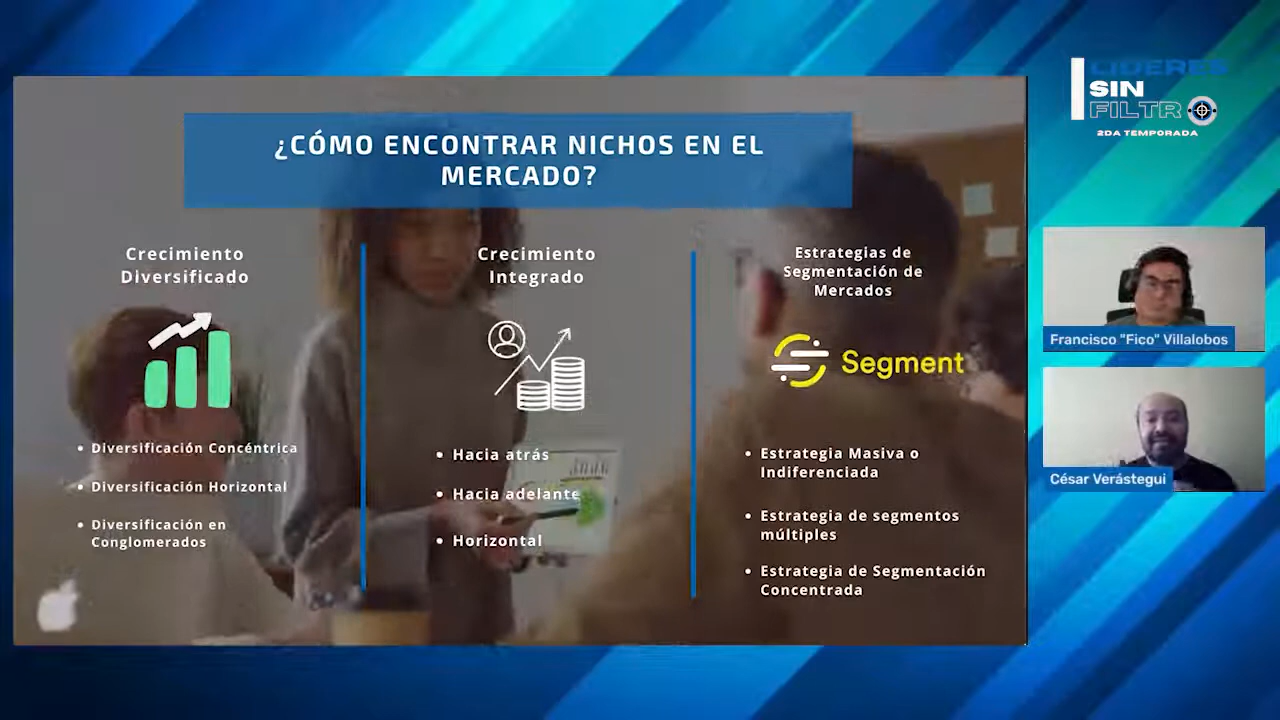 ¿CÓMO ENCONTRAR NICHOS EN EL
MERCADO?
Crecimiento
Diversificado
• Diversificación Concéntrica
• Diversificación Horizontal
• Diversificación en
Conglomerados
Crecimiento
Integrado
• Hacia atrás
• Hacia adelante
• Horizontal
Estrategias de
Segmentación de
Mercados
Segment
• Estrategia Masiva o
Indiferenciada
• Estrategia de segmentos
múltiples
• Estrategia de Segmentación
Concentrada
LIDERES
SIN
FILTRO
2DA TEMPORADA
Francisco "Fico" Villalobos
César Verástegui